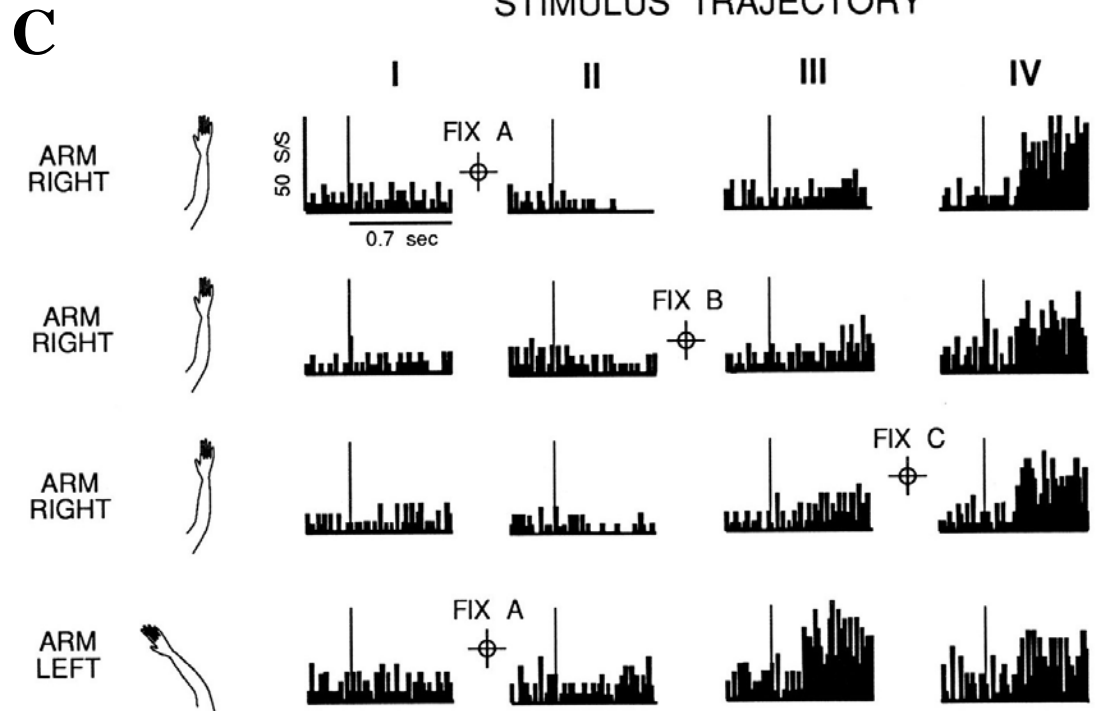 C
STIMULUS TRAJECTORY
I II III IV
ARM
RIGHT
50 S/S
FIX A
0.7 sec
ARM
RIGHT
FIX B
ARM
RIGHT
FIX C
ARM
LEFT
FIX A